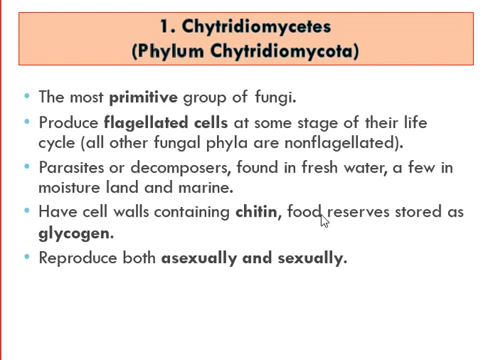 1. Chytridiomycetes
(Phylum Chytridiomycota)
• The most primitive group of fungi.
• Produce flagellated cells at some stage of their life
cycle (all other fungal phyla are nonflagellated).
• Parasites or decomposers, found in fresh water, a few in
moisture land and marine.
• Have cell walls containing chitin, food reserves stored as
glycogen.
• Reproduce both asexually and sexually.